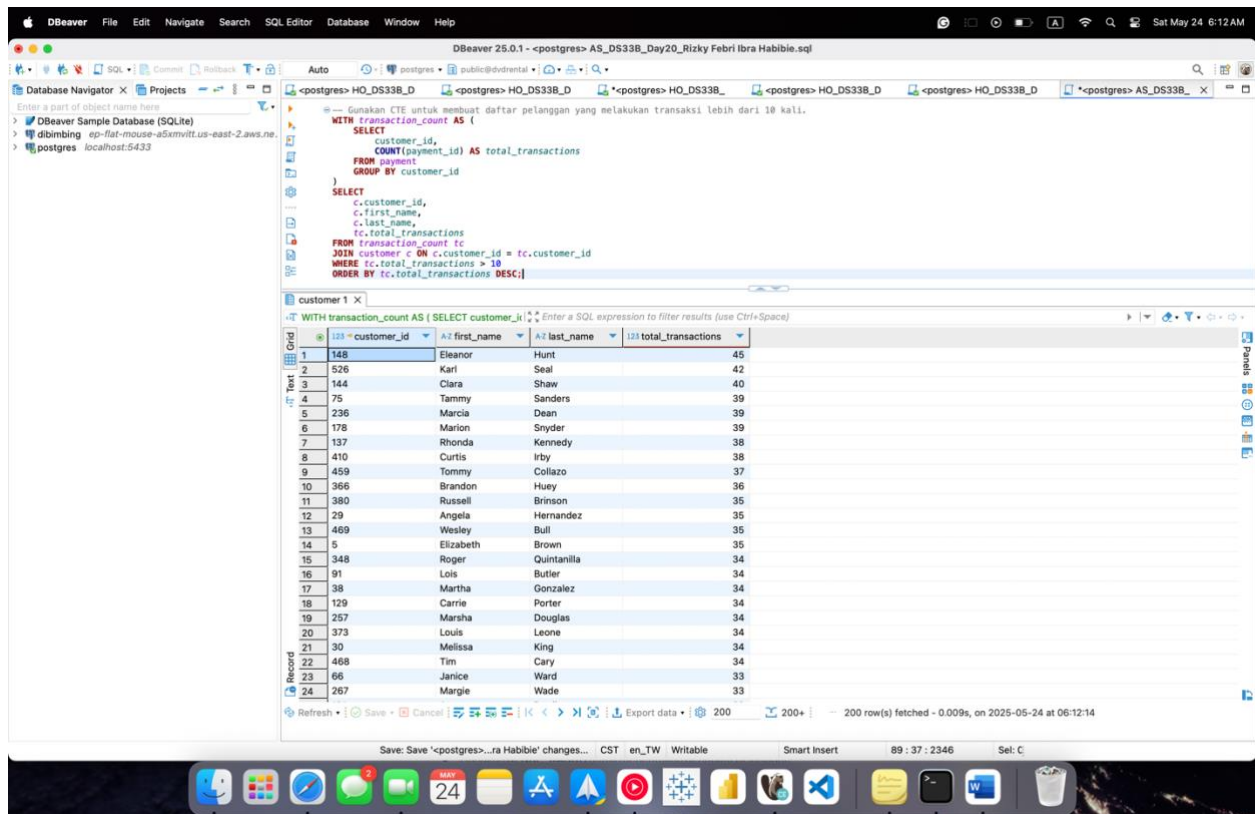 DBeaver File Edit Navigate Search SQL Editor Database Window Help
A
Sat May 24 6:12 AM
DBeaver 25.0.1 - <postgres> AS_DS33B_Day20_Rizky Febri Ibra Habibie.sql
SQL Commit Rollback Auto postgres public@dvdrental
Database Navigator Projects
<postgres> HO_DS33B_D <postgres> HO_DS33B_D *<postgres> HO_DS33B_ <postgres> HO_DS33B_D <postgres> HO_DS33B_D *<postgres> AS_DS33B_
Enter a part of object name here
DBeaver Sample Database (SQLite)
dibimbing ep-flat-mouse-a5xmvitt.us-east-2.aws.ne.
postgres localhost:5433
-- Gunakan CTE untuk membuat daftar pelanggan yang melakukan transaksi lebih dari 10 kali.
WITH transaction_count AS (
SELECT
customer_id,
COUNT(payment_id) AS total_transactions
FROM payment
GROUP BY customer_id
)
SELECT
c.customer_id,
c.first_name,
c.last_name,
tc.total_transactions
FROM transaction_count tc
JOIN customer c ON c.customer_id = tc.customer_id
WHERE tc.total_transactions > 10
ORDER BY tc.total_transactions DESC;
customer 1
WITH transaction_count AS ( SELECT customer_ic Enter a SQL expression to filter results (use Ctrl+Space)
Grid
Text
Record
Panels
123 customer_id A-Z first_name A-Z last_name 123 total_transactions
1 148 Eleanor Hunt 45
2 526 Karl Seal 42
3 144 Clara Shaw 40
4 75 Tammy Sanders 39
5 236 Marcia Dean 39
6 178 Marion Snyder 39
7 137 Rhonda Kennedy 38
8 410 Curtis Irby 38
9 459 Tommy Collazo 37
10 366 Brandon Huey 36
11 380 Russell Brinson 35
12 29 Angela Hernandez 35
13 469 Wesley Bull 35
14 5 Elizabeth Brown 35
15 348 Roger Quintanilla 34
16 91 Lois Butler 34
17 38 Martha Gonzalez 34
18 129 Carrie Porter 34
19 257 Marsha Douglas 34
20 373 Louis Leone 34
21 30 Melissa King 34
22 468 Tim Cary 34
23 66 Janice Ward 33
24 267 Margie Wade 33
Refresh Save Cancel Export data 200 200+ 200 row(s) fetched - 0.009s, on 2025-05-24 at 06:12:14
Save: Save '<postgres>...ra Habibie' changes... CST en_TW Writable Smart Insert 89 : 37 : 2346 Sel: C
2
MAY
24